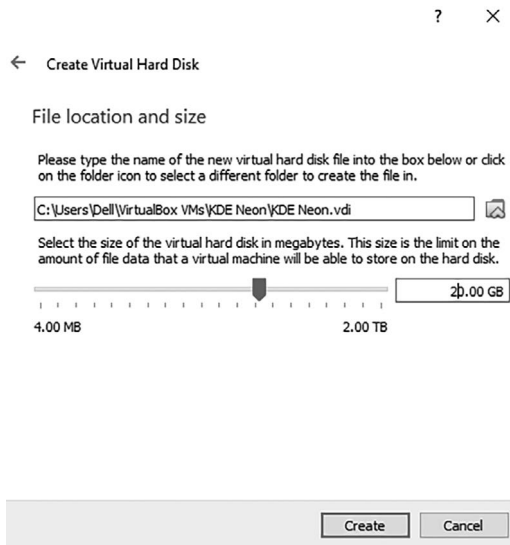 ?
Create Virtual Hard Disk
File location and size
Please type the name of the new virtual hard disk file into the box below or click
on the folder icon to select a different folder to create the file in.
C:\Users\Dell\VirtualBox VMs\KDE Neon\KDE Neon.vdi
Select the size of the virtual hard disk in megabytes. This size is the limit on the
amount of file data that a virtual machine will be able to store on the hard disk.
20.00 GB
4.00 MB 2.00 TB
Create Cancel